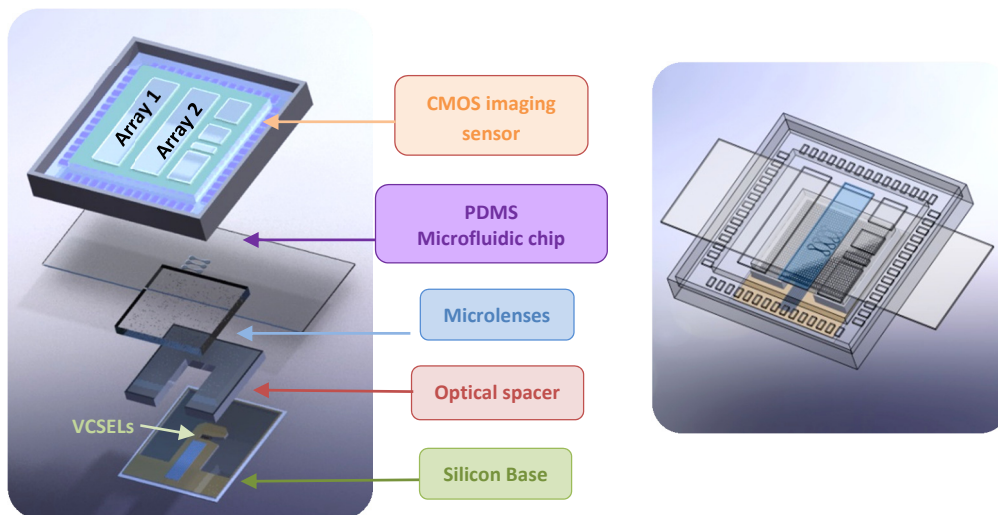 Array 1
Array 2
CMOS imaging
sensor
PDMS
Microfluidic chip
Microlenses
Optical spacer
VCSELs
Silicon Base